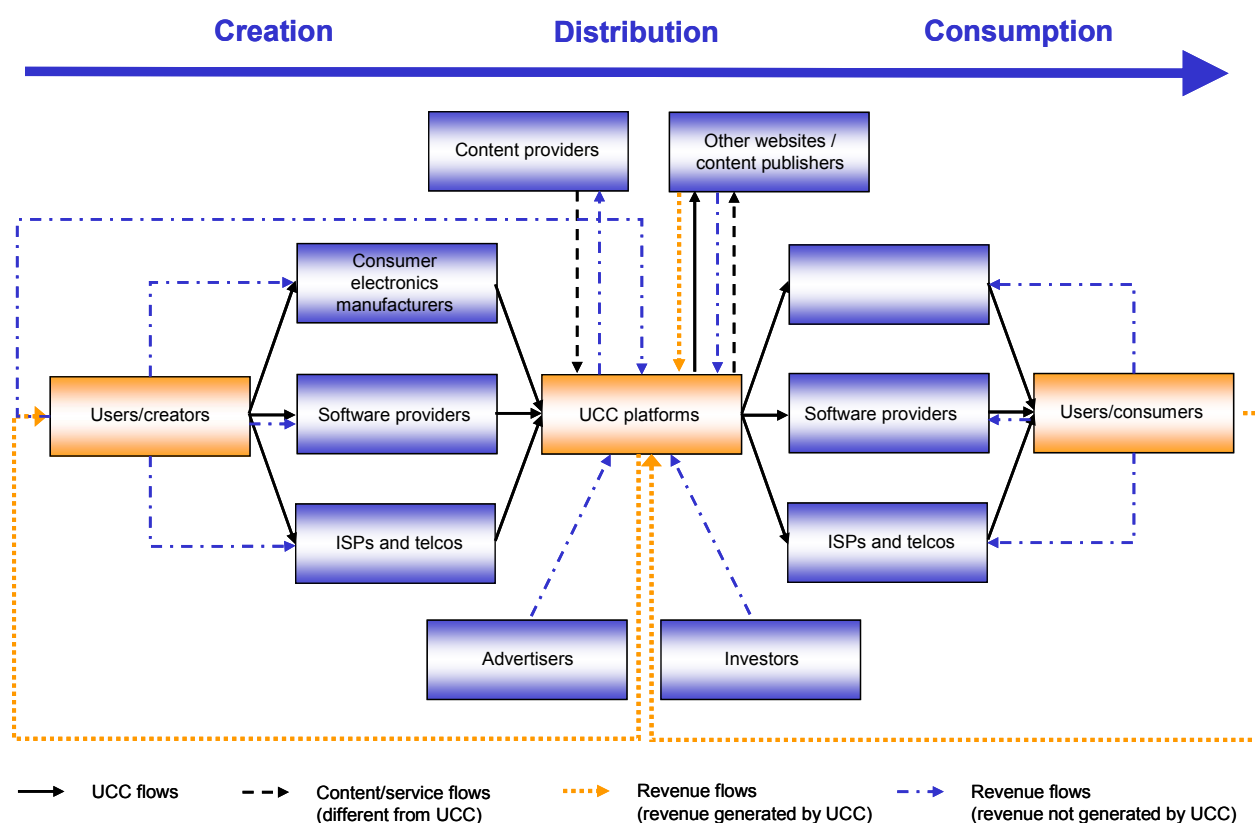 Creation
Distribution
Consumption
Content providers
Other websites /
content publishers
Consumer
electronics
manufacturers
Users/creators
Software providers
UCC platforms
Software providers
Users/consumers
ISPs and telcos
ISPs and telcos
Advertisers
Investors
UCC flows
Content/service flows
(different from UCC)
Revenue flows
(revenue generated by UCC)
Revenue flows
(revenue not generated by UCC)